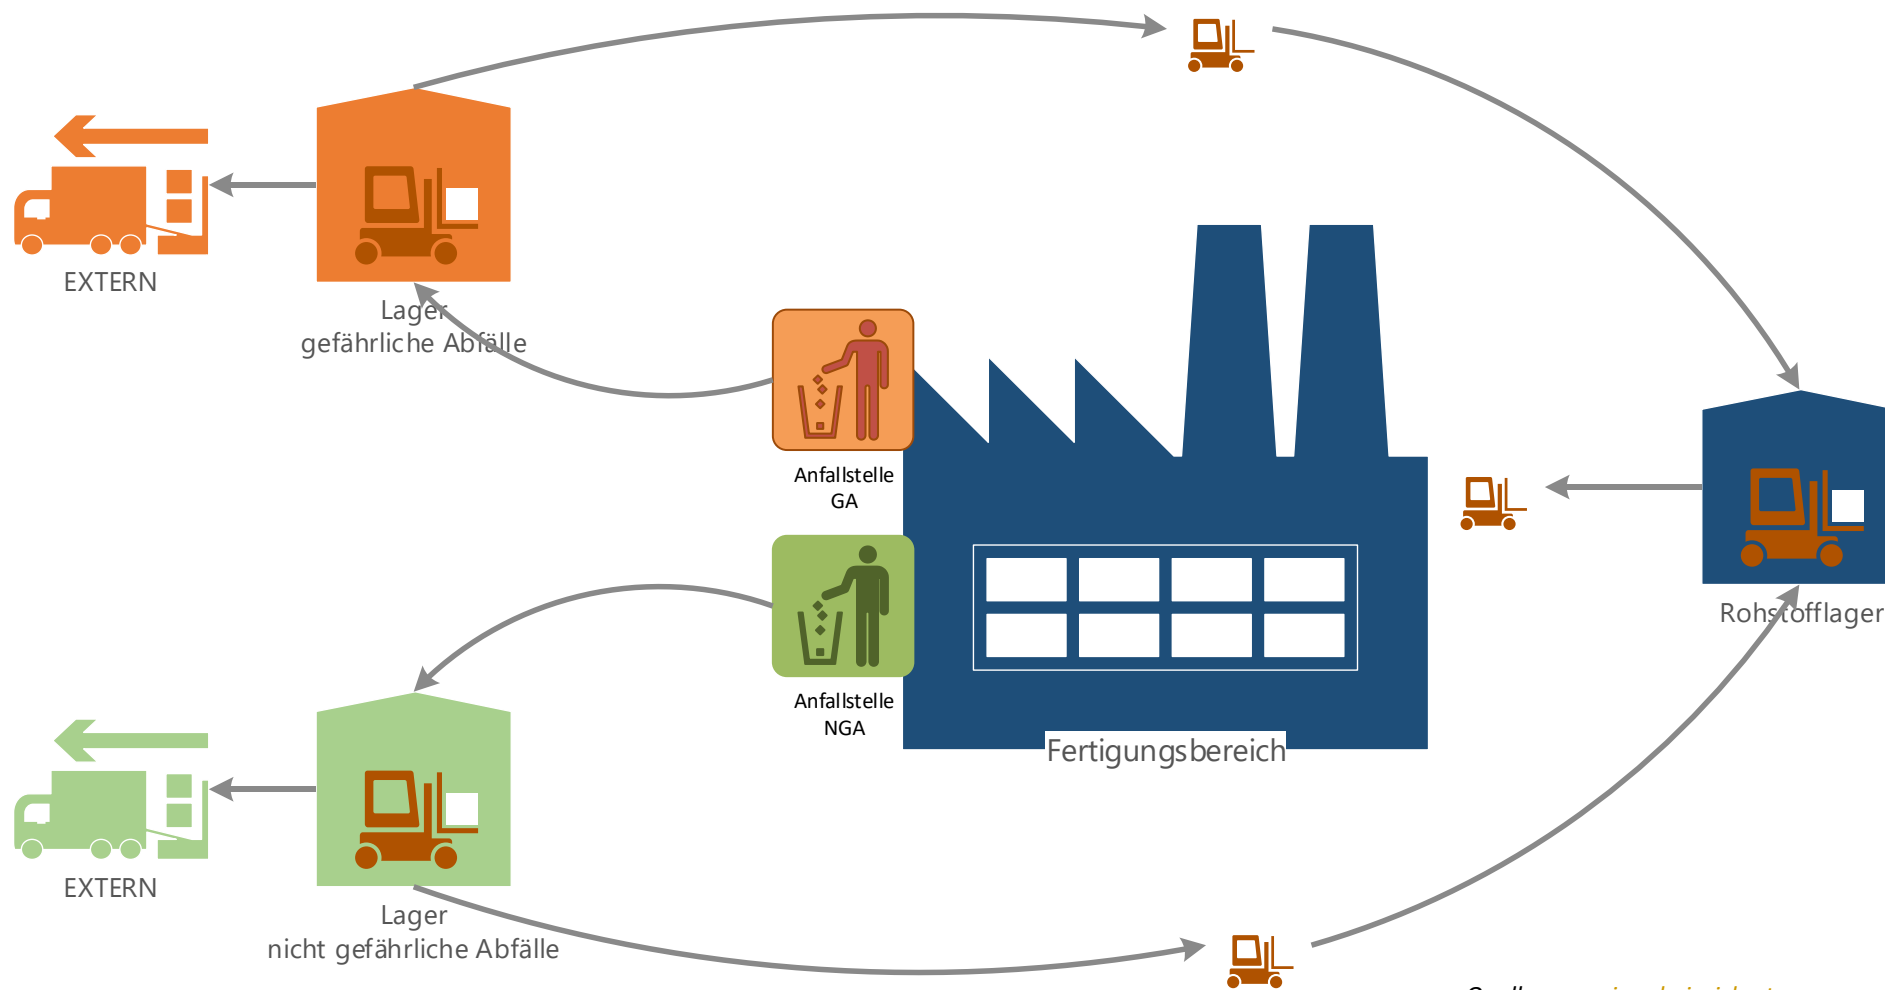 EXTERN
Lager
gefährliche Abfälle
Anfallstelle
GA
Anfallstelle
NGA
Rohstofflager
Fertigungsbereich
EXTERN
Lager
nicht gefährliche Abfälle